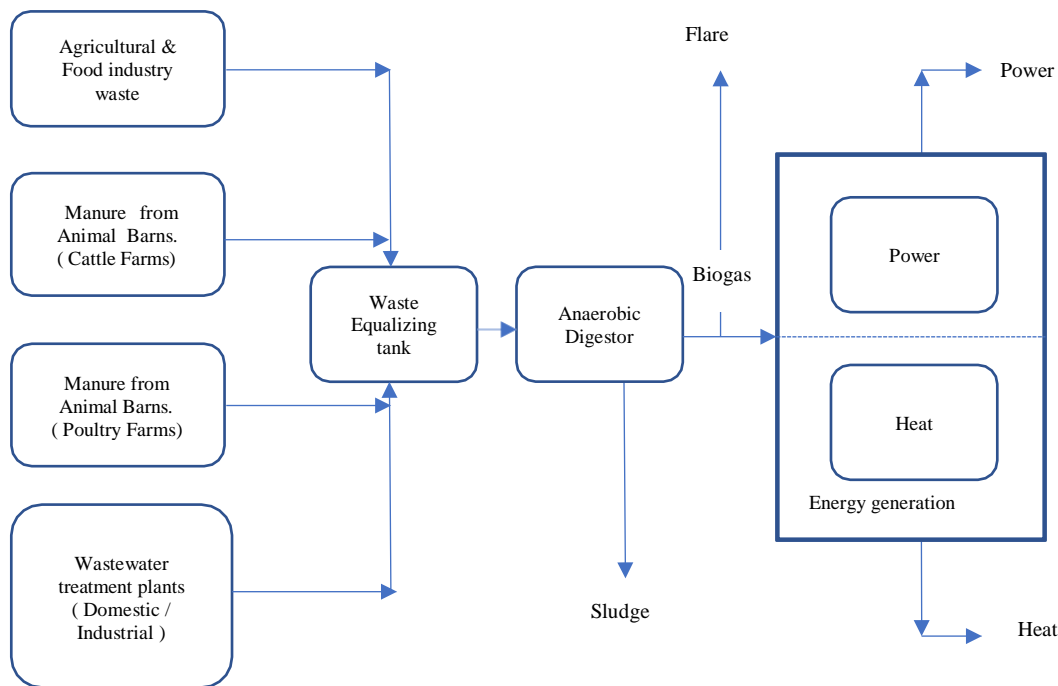 Agricultural &
Food industry
waste
Manure from
Animal Barns.
( Cattle Farms)
Manure from
Animal Barns.
( Poultry Farms)
Wastewater
treatment plants
( Domestic /
Industrial )
Waste
Equalizing
tank
Anaerobic
Digestor
Sludge
Biogas
Flare
Power
Power
Heat
Energy generation
Heat